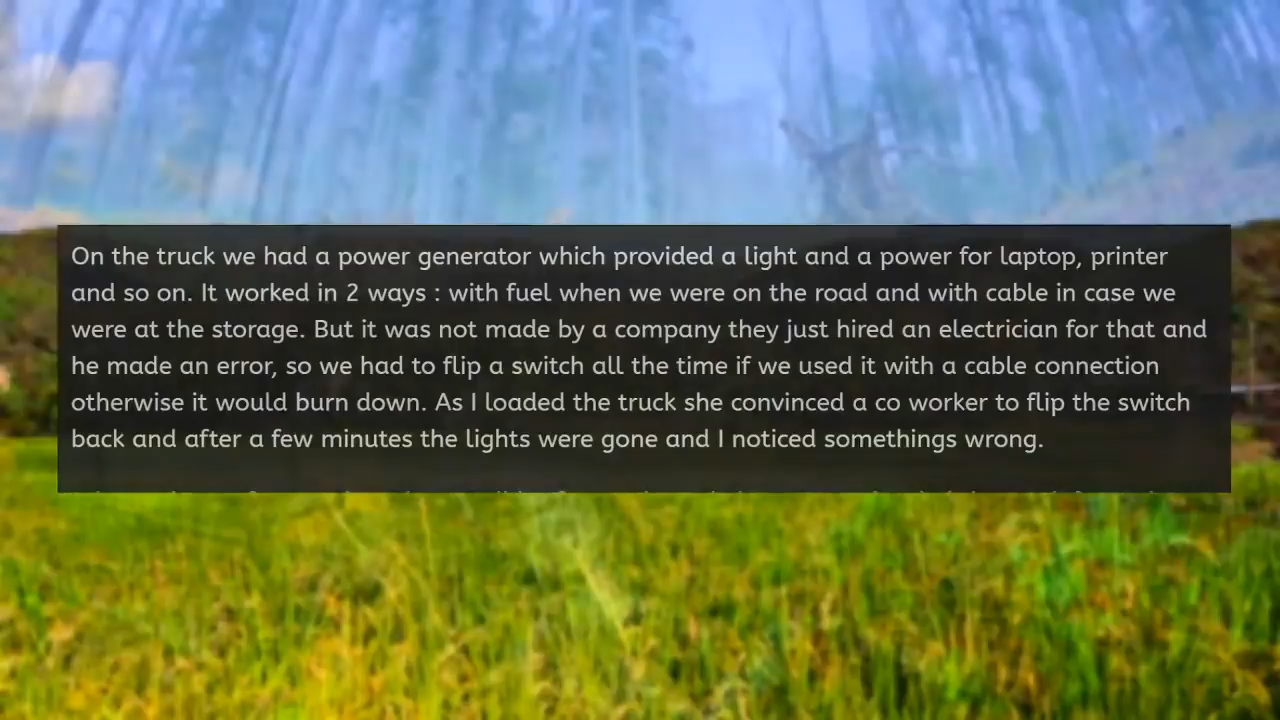 On the truck we had a power generator which provided a light and a power for laptop, printer
and so on. It worked in 2 ways : with fuel when we were on the road and with cable in case we
were at the storage. But it was not made by a company they just hired an electrician for that and
he made an error, so we had to flip a switch all the time if we used it with a cable connection
otherwise it would burn down. As I loaded the truck she convinced a co worker to flip the switch
back and after a few minutes the lights were gone and I noticed somethings wrong.